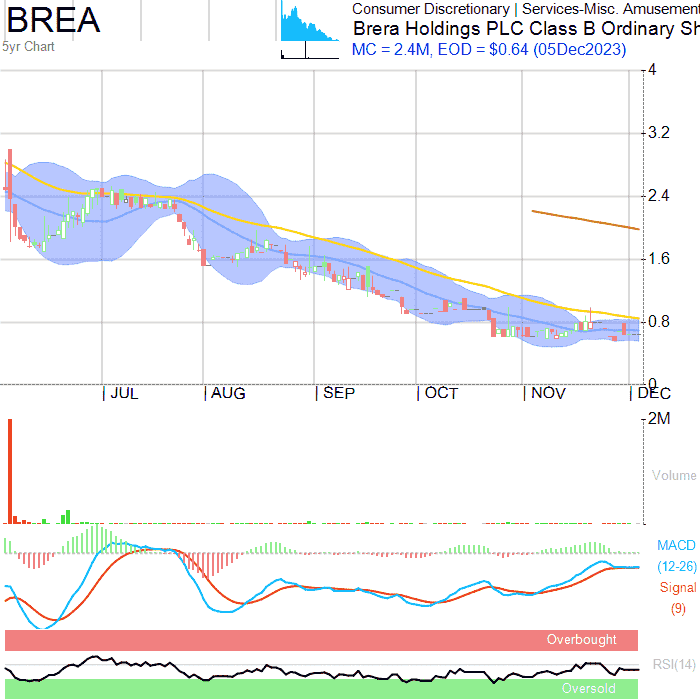 BREA
5yr Chart
Consumer Discretionary | Services-Misc. Amusement
Brera Holdings PLC Class B Ordinary Sh
MC = 2.4M, EOD = $0.64 (05Dec2023)
4
3.2
2.4
1.6
0.8
0
JUL AUG SEP OCT NOV DEC
2M
Volume
MACD
(12-26)
Signal
(9)
Overbought
RSI(14)
Oversold